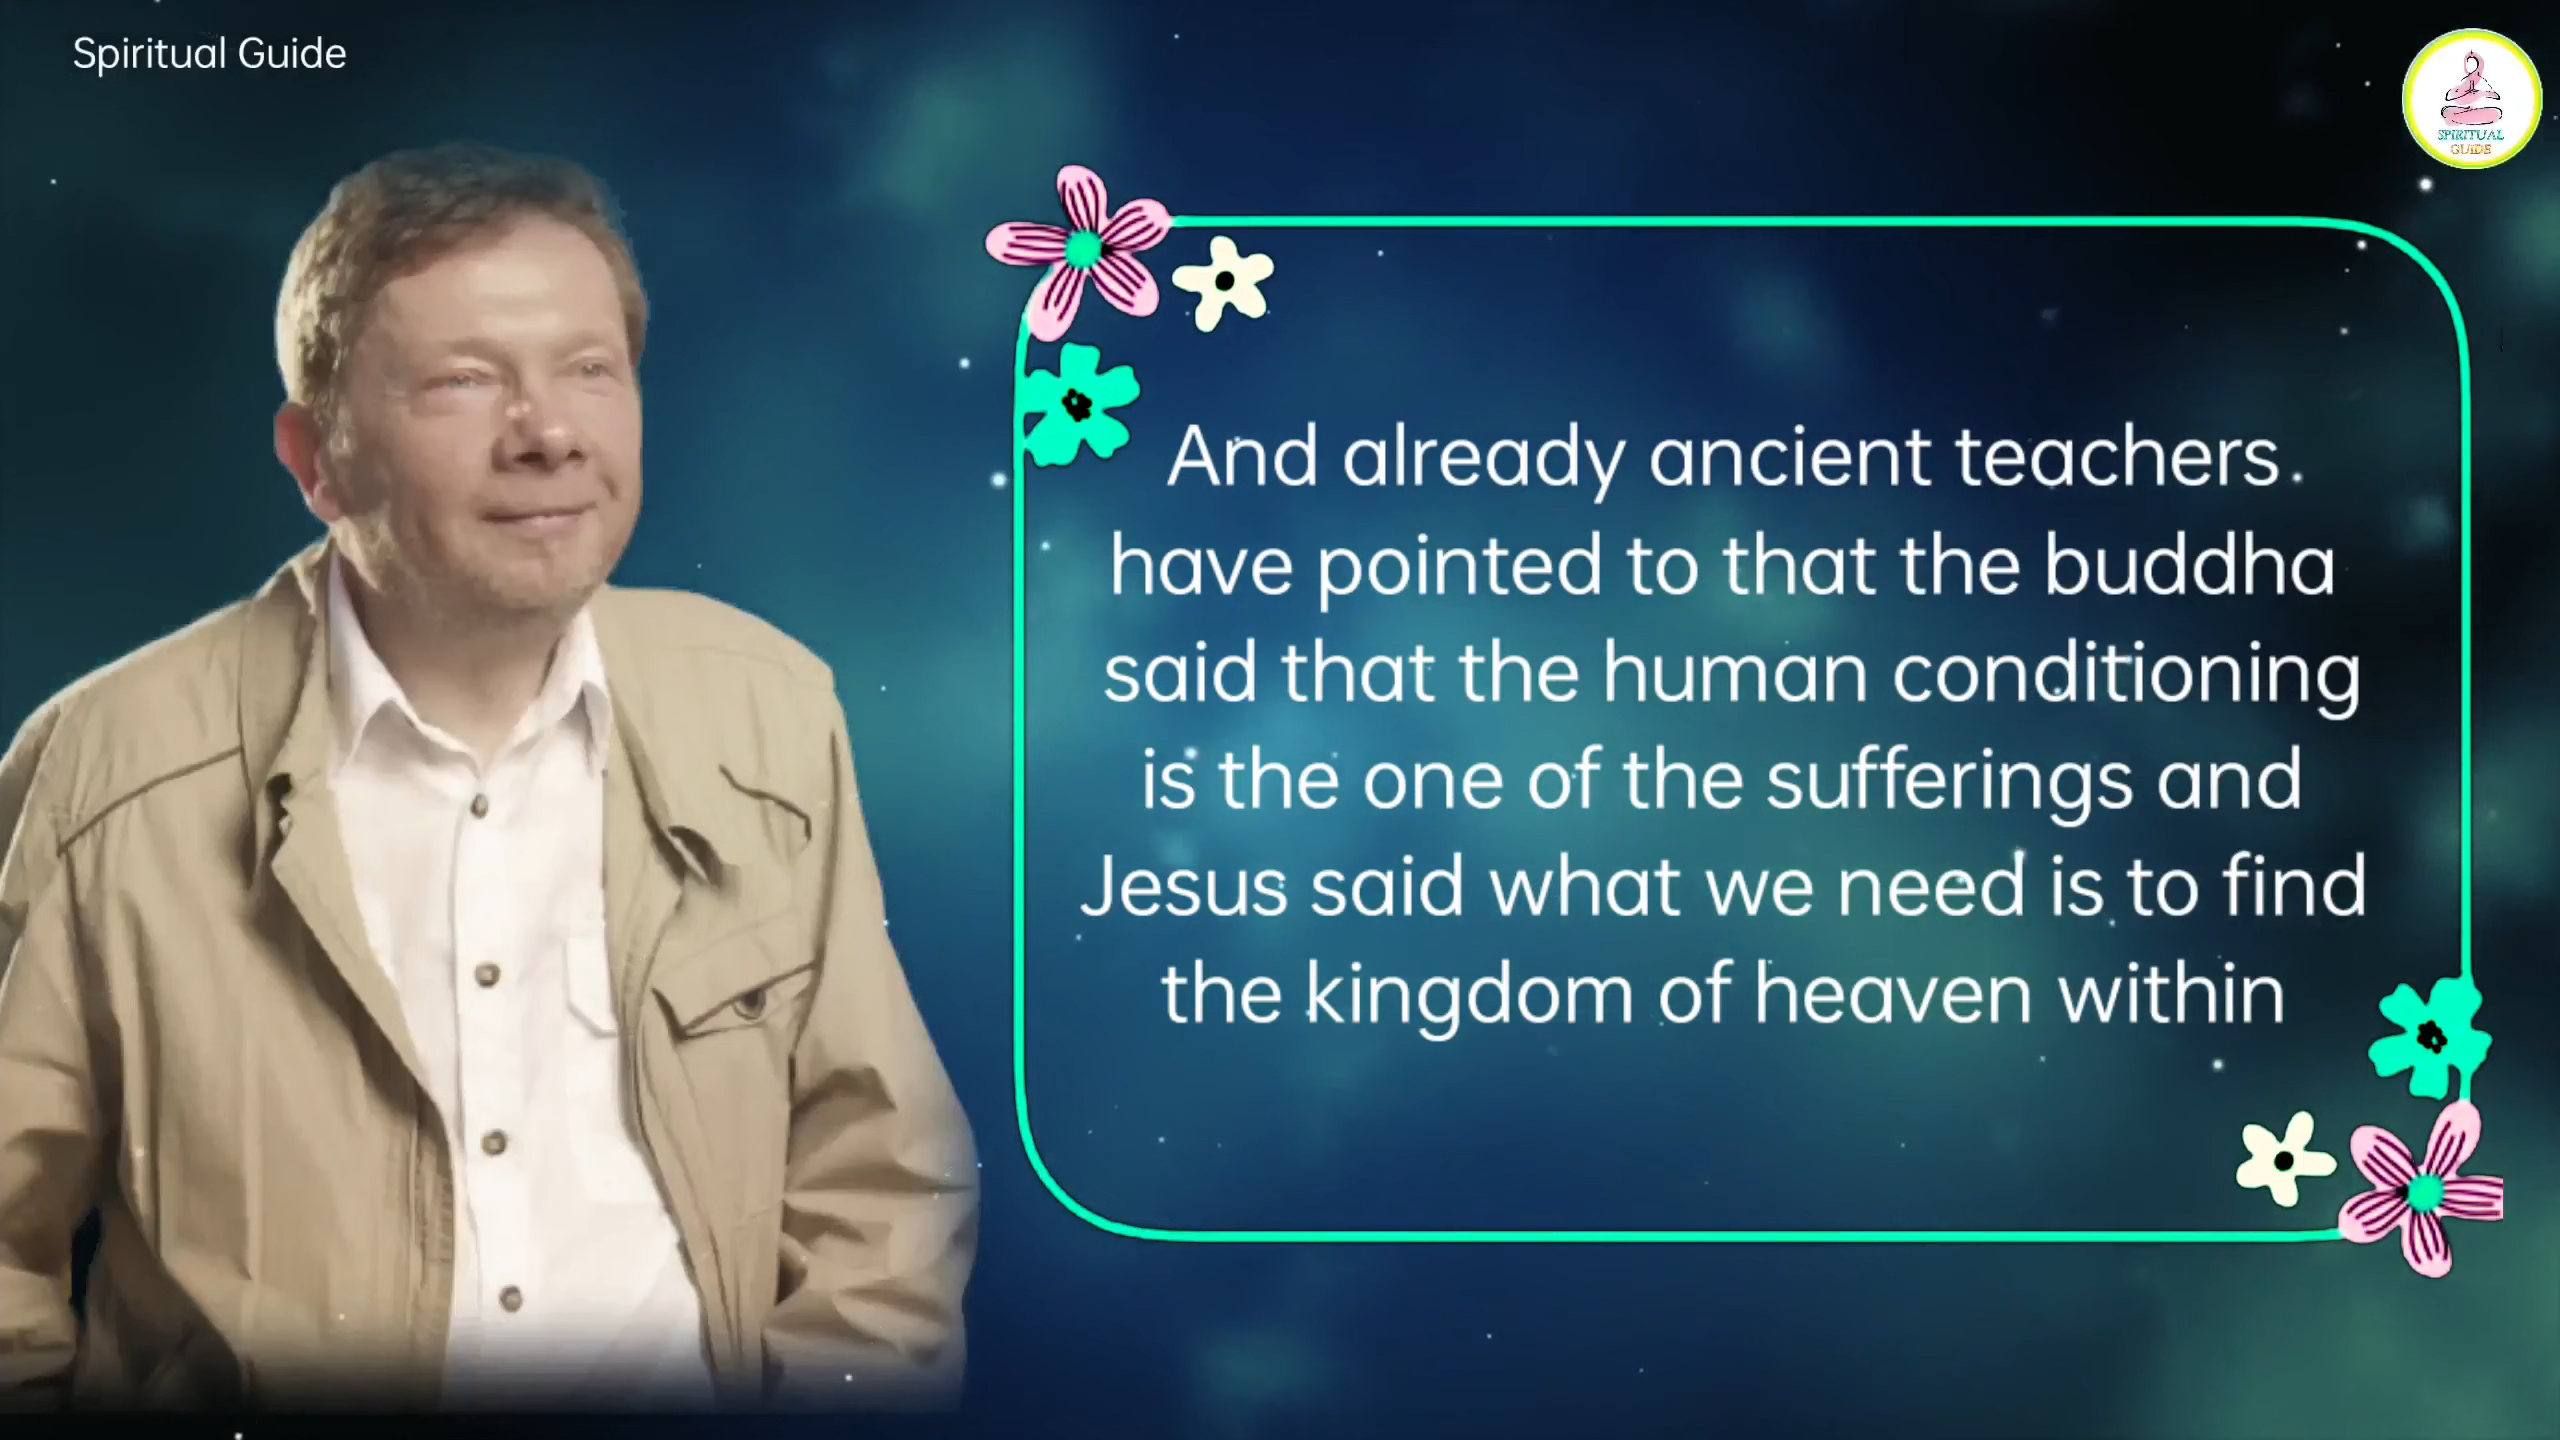 Spiritual Guide
SPIRITUAL
GUIDE
And already ancient teachers
have pointed to that the buddha
said that the human conditioning
is the one of the sufferings and
Jesus said what we need is to find
the kingdom of heaven within